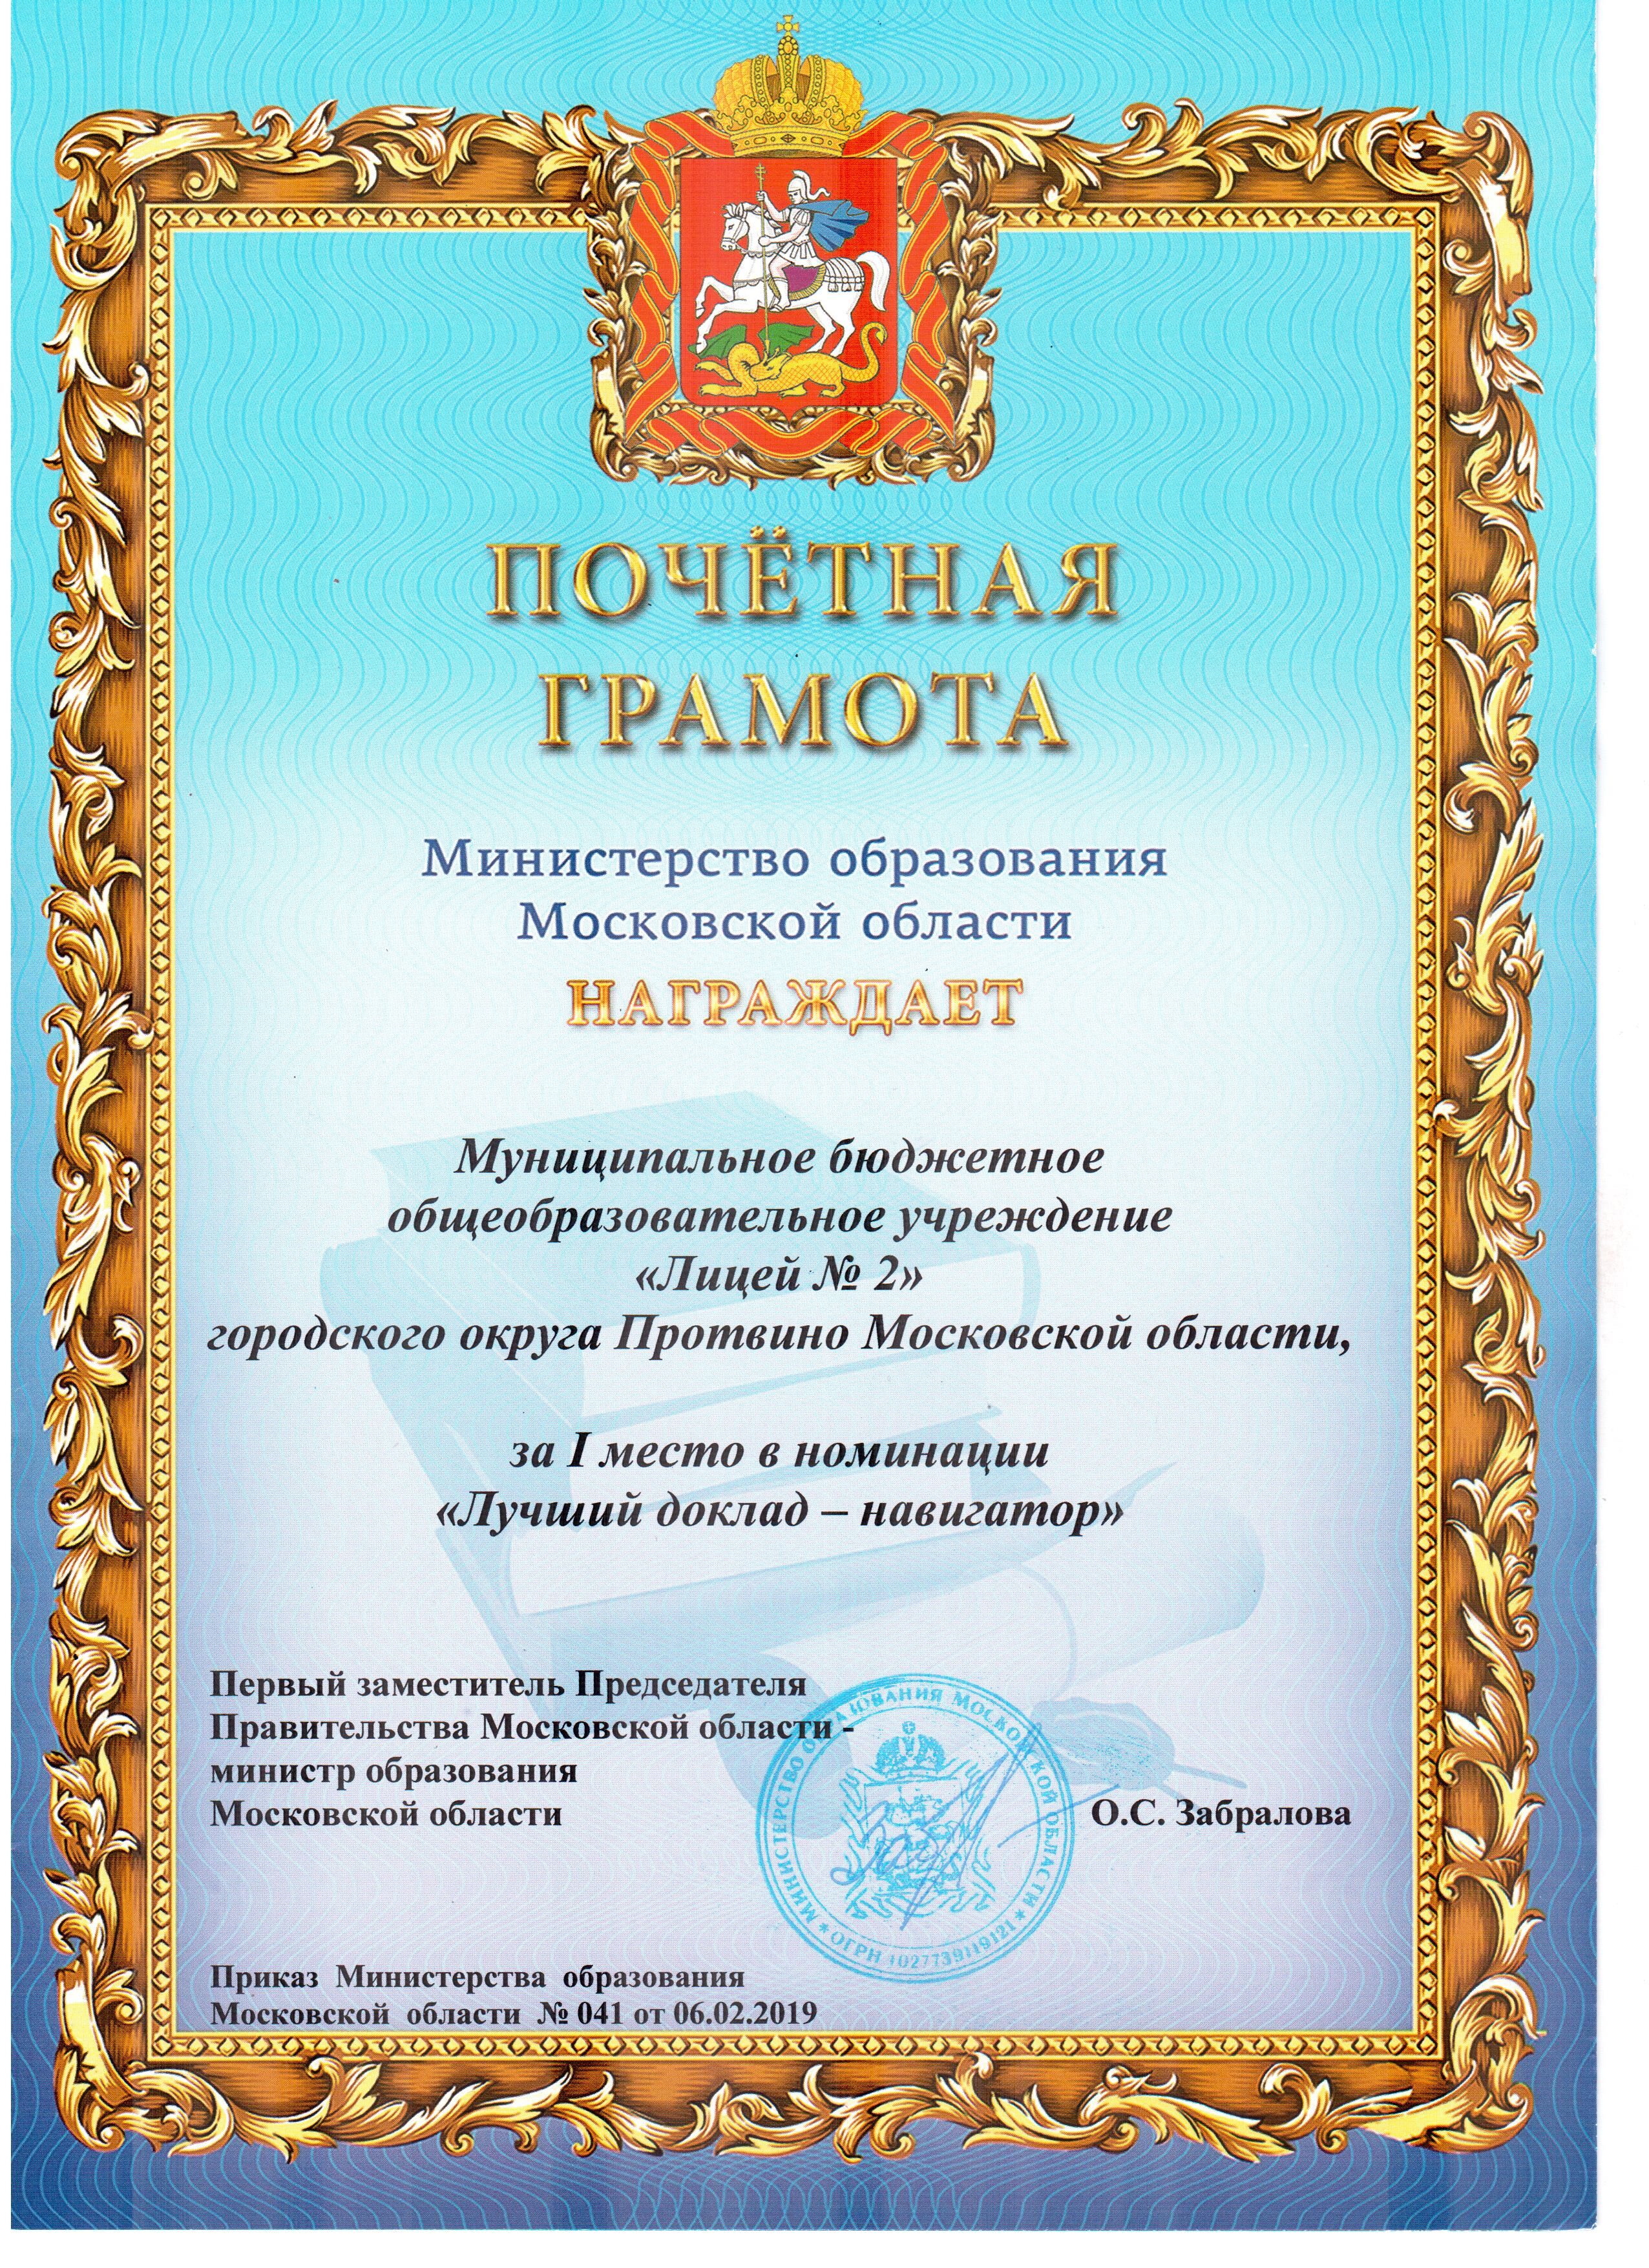 ПОЧЁТНАЯ
ГРАМОТА
Министерство образования
Московской области
НАГРАЖДАЕТ
Муниципальное бюджетное
общеобразовательное учреждение
«Лицей № 2»
городского округа Протвино Московской области,
за I место в номинации
«Лучший доклад – навигатор»
Первый заместитель Председателя
Правительства Московской области -
министр образования
Московской области
О.С. Забралова
МИНИСТЕРСТВО ОБРАЗОВАНИЯ МОСКОВСКОЙ ОБЛАСТИ
* ОГРН 1027739119121 *
Приказ Министерства образования
Московской области № 041 от 06.02.2019